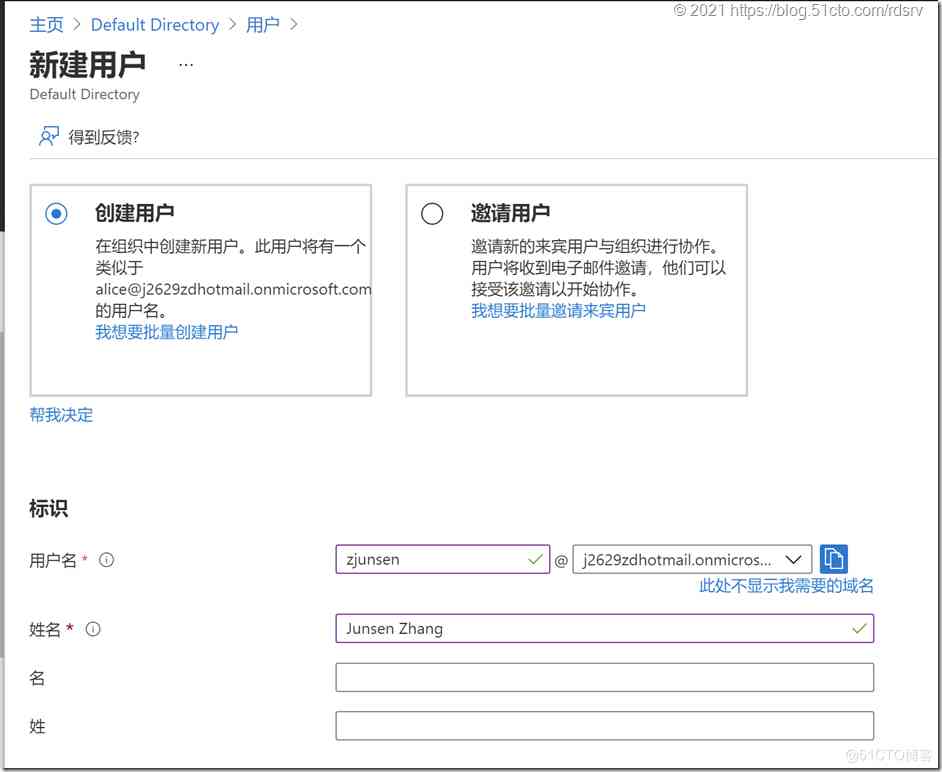 © 2021 https://blog.51cto.com/rdsrv
主页 > Default Directory > 用户 >
新建用户 ...
Default Directory
得到反馈?
创建用户
在组织中创建新用户。此用户将有一个
类似于
alice@j2629zdhotmail.onmicrosoft.com
的用户名。
我想要批量创建用户
邀请用户
邀请新的来宾用户与组织进行协作。
用户将收到电子邮件邀请，他们可以
接受该邀请以开始协作。
我想要批量邀请来宾用户
帮我决定
标识
用户名 * zjunsen @ j2629zdhotmail.onmicros...
此处不显示我需要的域名
姓名 * Junsen Zhang
名
姓
@51CTO博客